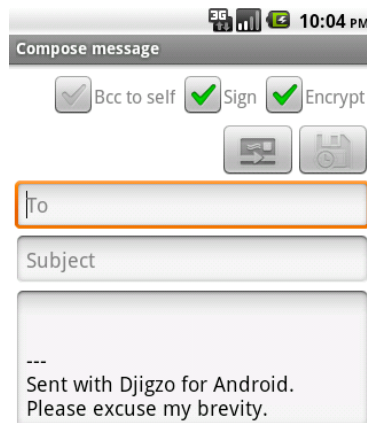 3G 10:04 PM
Compose message
Bcc to self Sign Encrypt
To
Subject
---
Sent with Djigzo for Android.
Please excuse my brevity.